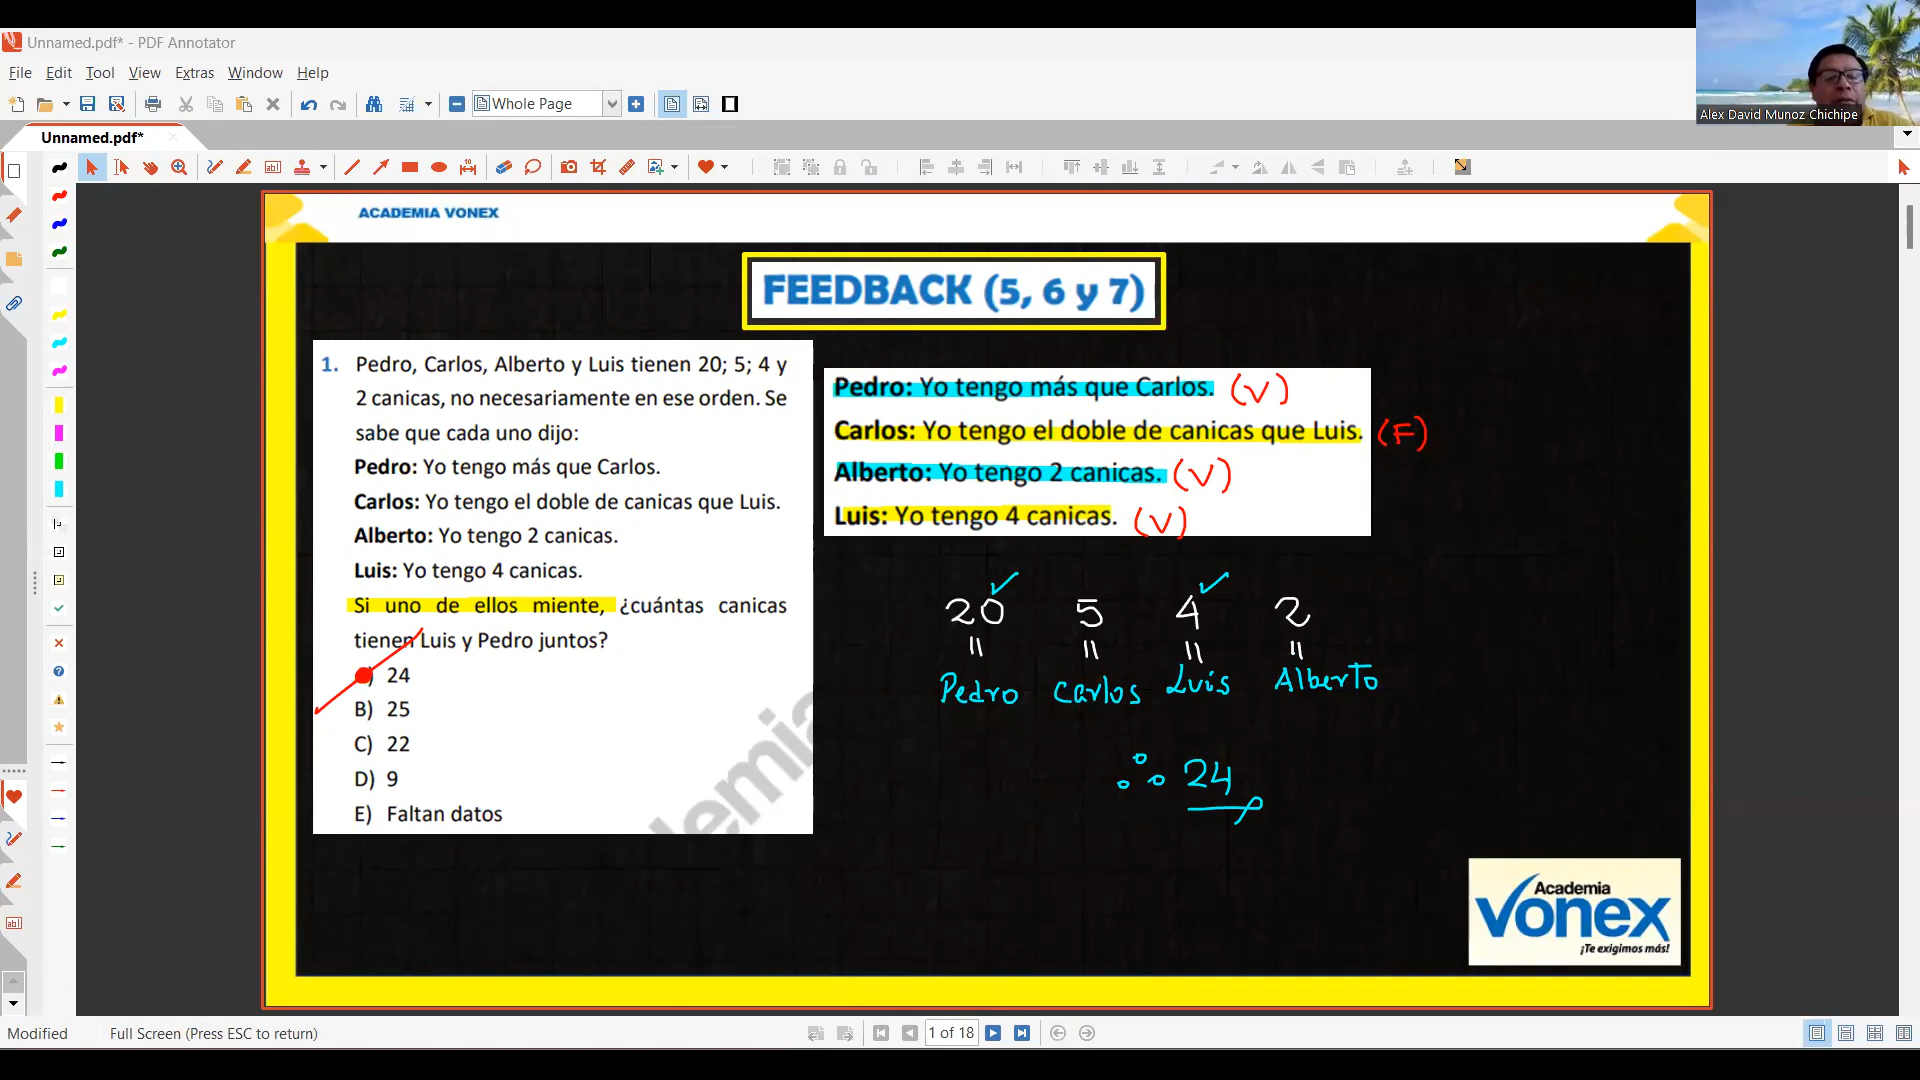 Unnamed.pdf* - PDF Annotator
File Edit Tool View Extras Window Help
Whole Page
Alex David Munoz Chichipe
Unnamed.pdf*
ACADEMIA VONEX
FEEDBACK (5, 6 y 7)
1. Pedro, Carlos, Alberto y Luis tienen 20; 5; 4 y
2 canicas, no necesariamente en ese orden. Se
sabe que cada uno dijo:
Pedro: Yo tengo más que Carlos.
Carlos: Yo tengo el doble de canicas que Luis.
Alberto: Yo tengo 2 canicas.
Luis: Yo tengo 4 canicas.
Si uno de ellos miente, ¿cuántas canicas
tienen Luis y Pedro juntos?
) 24
B) 25
C) 22
D) 9
E) Faltan datos
Pedro: Yo tengo más que Carlos. (V)
Carlos: Yo tengo el doble de canicas que Luis. (F)
Alberto: Yo tengo 2 canicas. (V)
Luis: Yo tengo 4 canicas. (V)
20 5 4 2
Pedro Carlos Luis Alberto
∴ 24
Academia
Vonex
¡Te exigimos más!
Modified Full Screen (Press ESC to return) 1 of 18